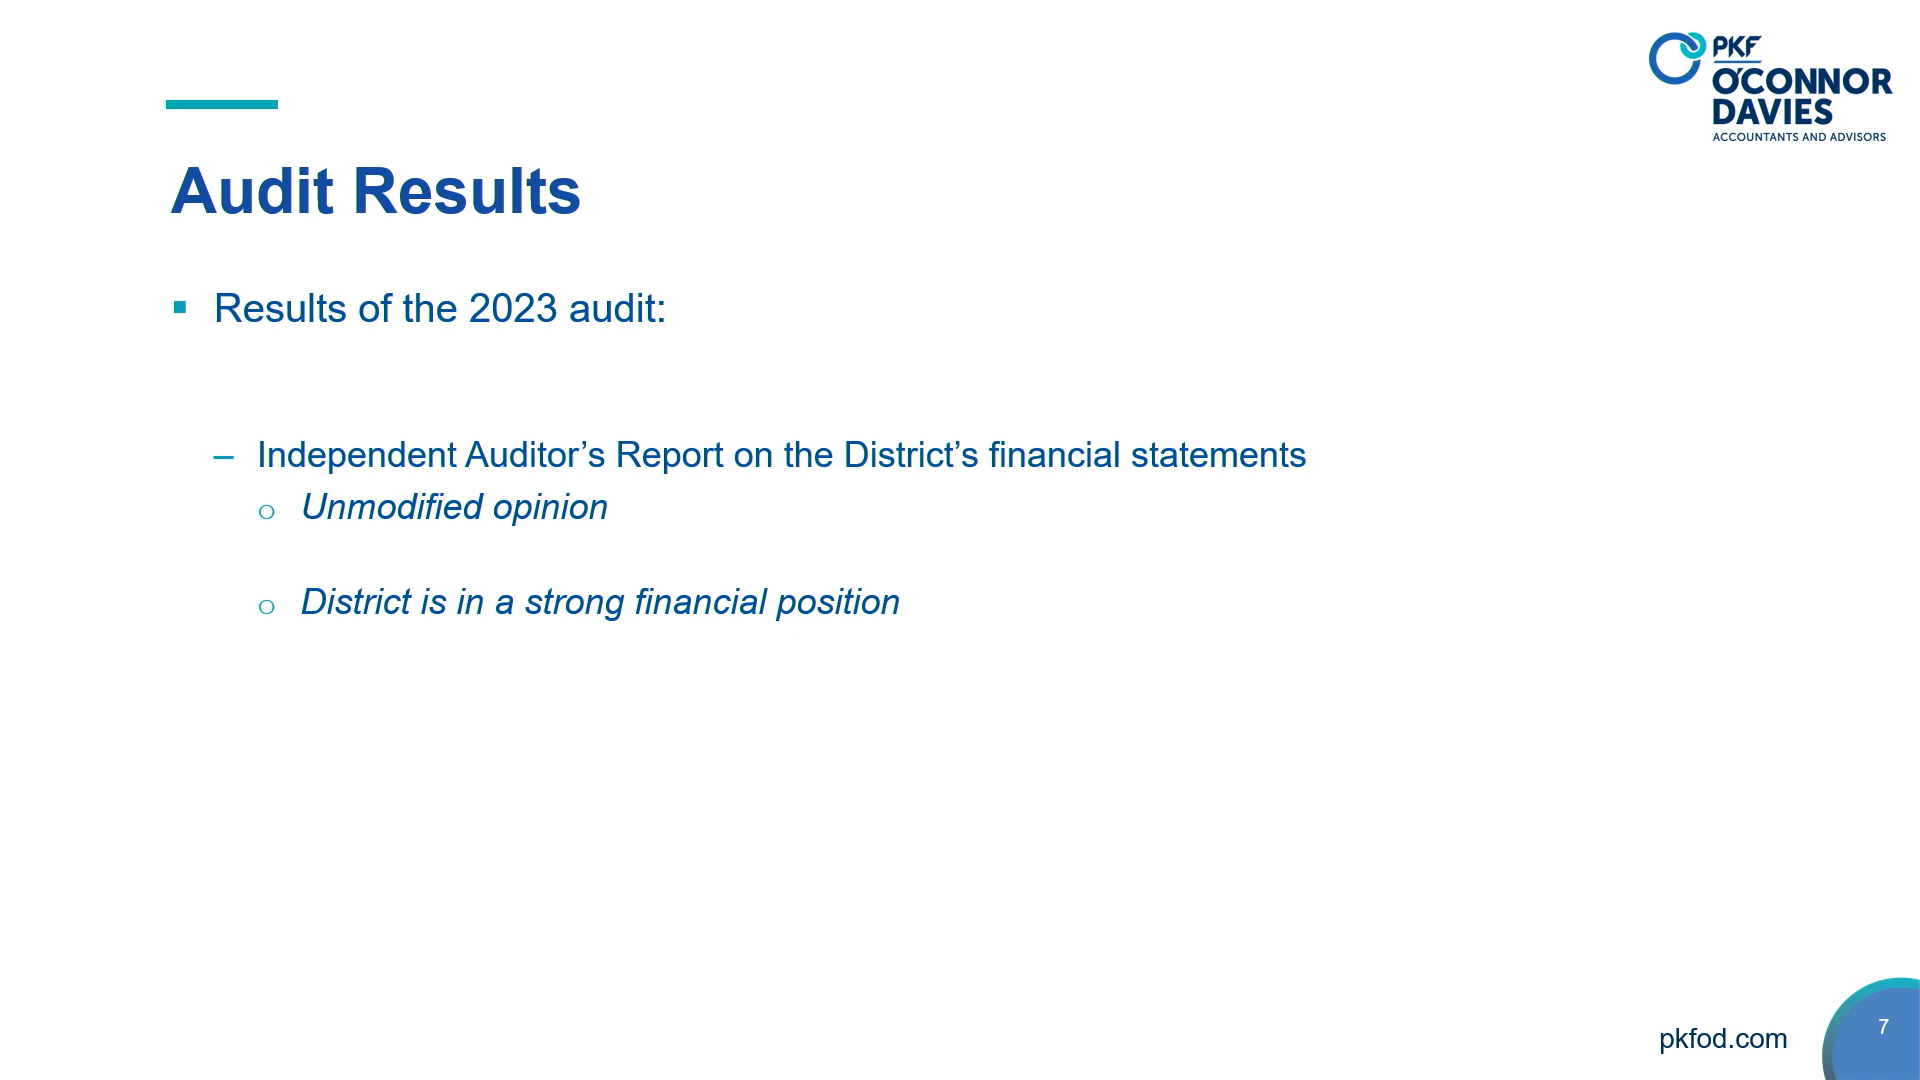 PKF
O'CONNOR
DAVIES
ACCOUNTANTS AND ADVISORS
Audit Results
▪ Results of the 2023 audit:
– Independent Auditor’s Report on the District’s financial statements
o Unmodified opinion
o District is in a strong financial position
pkfod.com
7